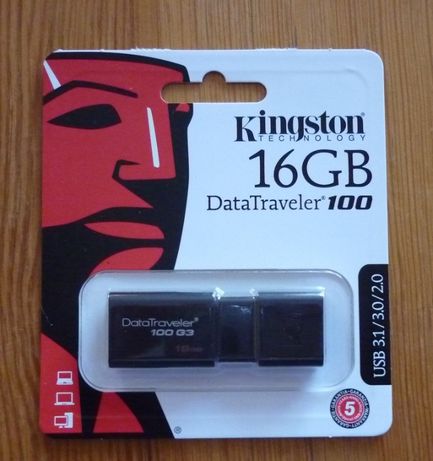 Kingston
TECHNOLOGY
16GB
DataTraveler® 100
DataTraveler®
100 G3
16GB
USB 3.1/3.0/2.0
5
®